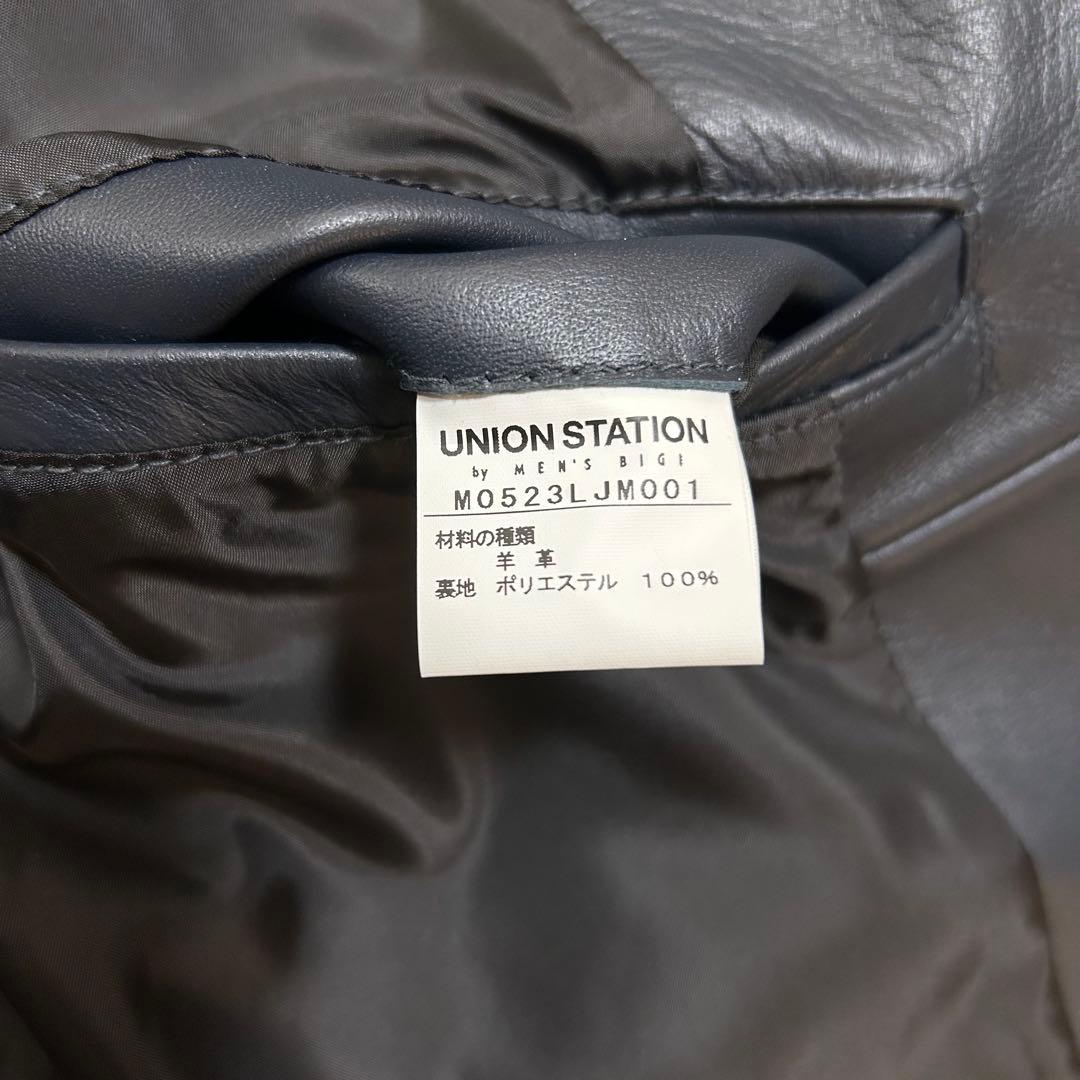 UNION STATION
by MEN'S BIGI
M0523LJM001
材料の種類
羊 革
裏地 ポリエステル 100%